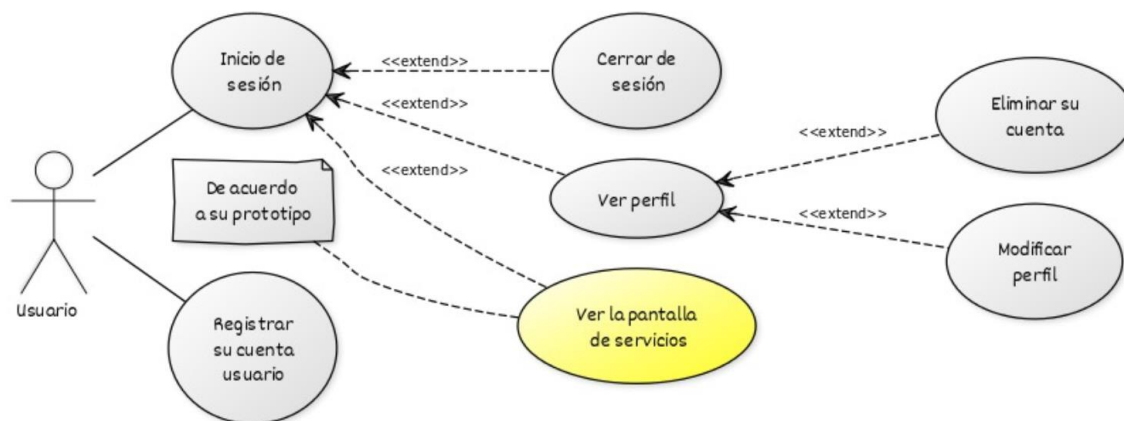 Inicio de
sesión
<<extend>>
Cerrar de
sesión
<<extend>>
Eliminar su
cuenta
<<extend>>
<<extend>>
De acuerdo
a su prototipo
Ver perfil
<<extend>>
Modificar
perfil
Usuario
Registrar
su cuenta
usuario
Ver la pantalla
de servicios